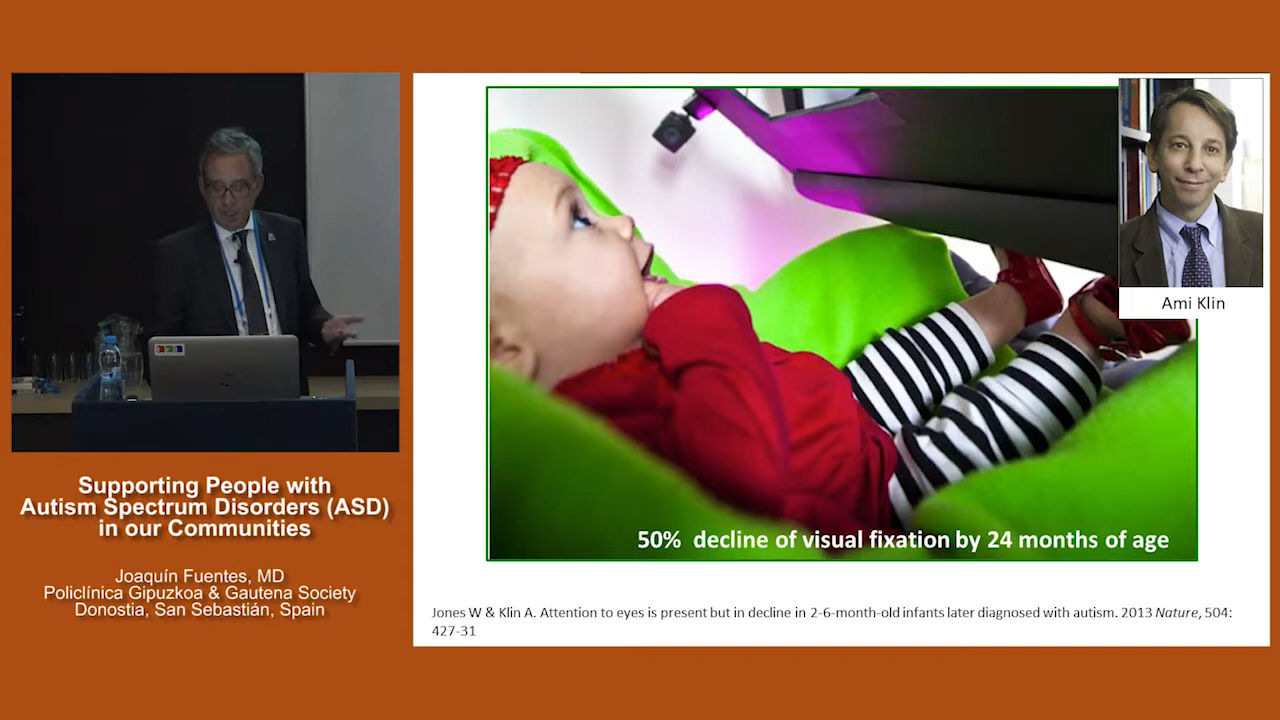 Supporting People with
Autism Spectrum Disorders (ASD)
in our Communities
Joaquín Fuentes, MD
Policlínica Gipuzkoa & Gautena Society
Donostia, San Sebastián, Spain
Ami Klin
50% decline of visual fixation by 24 months of age
Jones W & Klin A. Attention to eyes is present but in decline in 2-6-month-old infants later diagnosed with autism. 2013 Nature, 504:
427-31